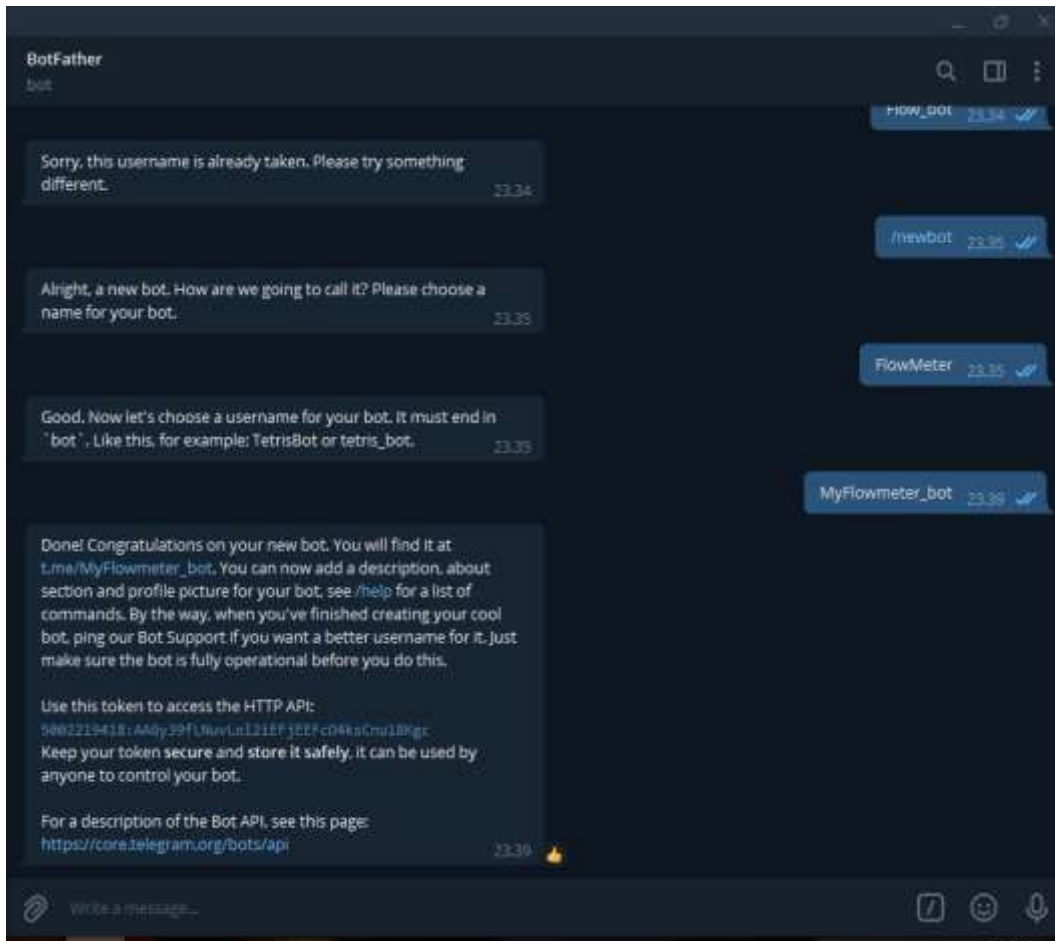 BotFather
bot
Flow_bot 23.34
Sorry, this username is already taken. Please try something
different.
23.34
/newbot 23.35
Alright, a new bot. How are we going to call it? Please choose a
name for your bot.
23.35
FlowMeter 23.35
Good. Now let's choose a username for your bot. It must end in
`bot`. Like this, for example: TetrisBot or tetris_bot.
23.35
MyFlowmeter_bot 23.39
Done! Congratulations on your new bot. You will find it at
t.me/MyFlowmeter_bot. You can now add a description, about
section and profile picture for your bot, see /help for a list of
commands. By the way, when you've finished creating your cool
bot, ping our Bot Support if you want a better username for it. Just
make sure the bot is fully operational before you do this.
Use this token to access the HTTP API:
Keep your token secure and store it safely, it can be used by
anyone to control your bot.
For a description of the Bot API, see this page:
https://core.telegram.org/bots/api
23.39
Write a message...